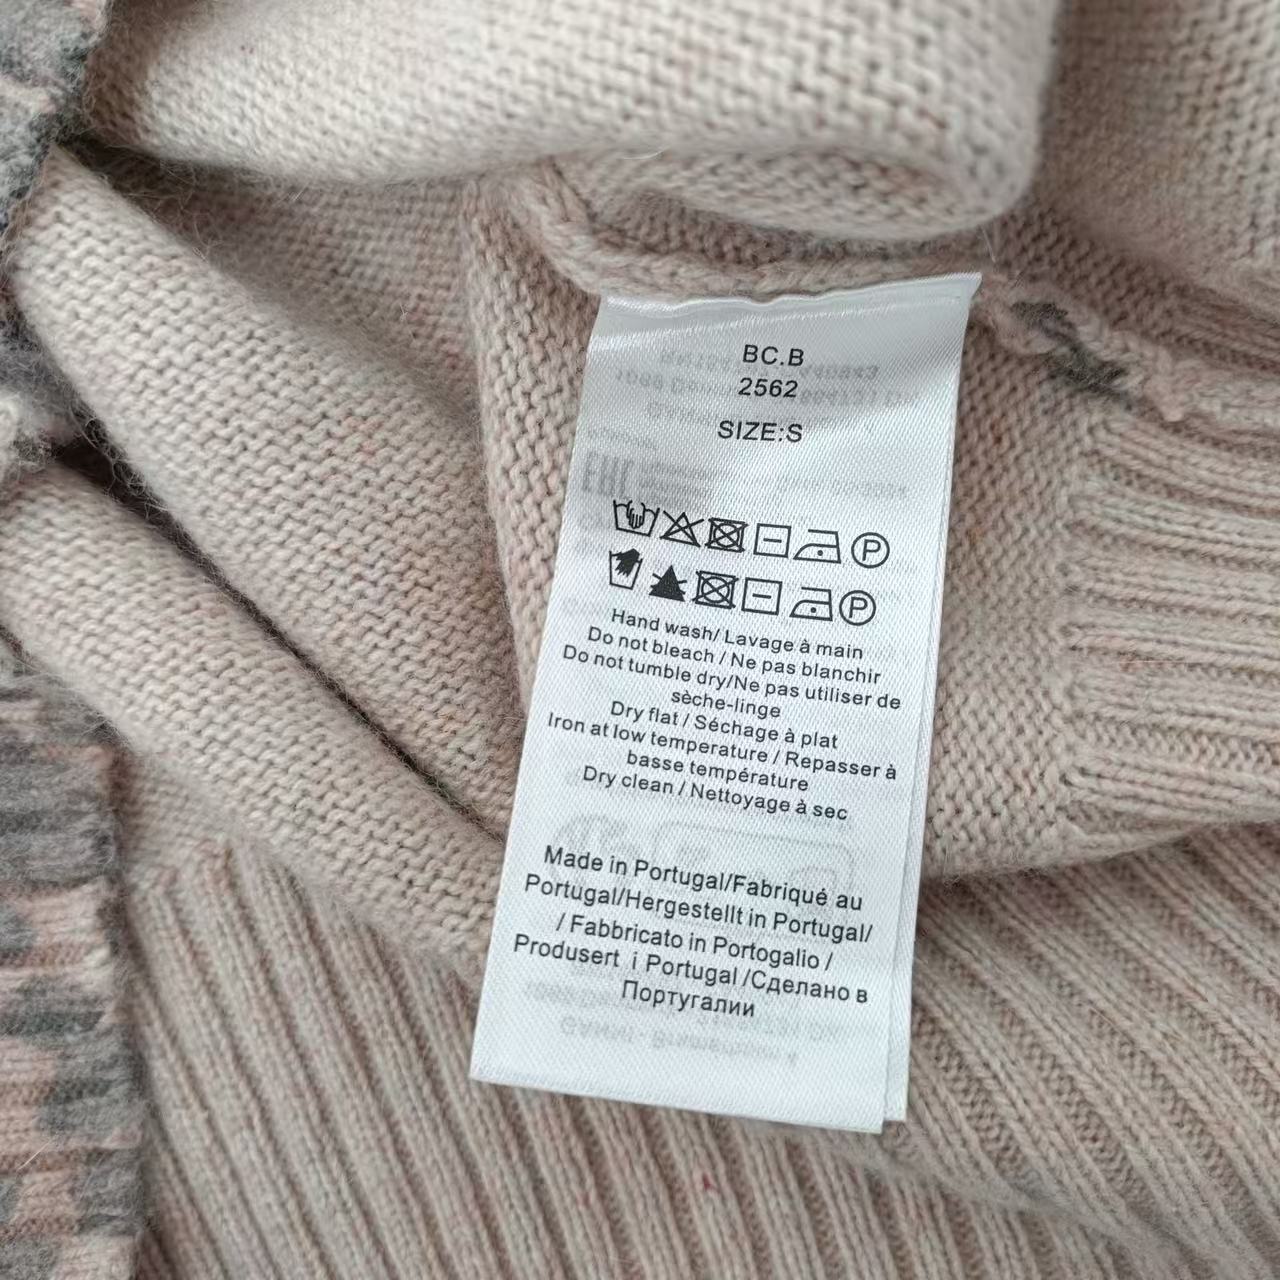 BC.B
2562
SIZE:S
P
P
Hand wash/ Lavage à main
Do not bleach / Ne pas blanchir
Do not tumble dry/Ne pas utiliser de
sèche-linge
Dry flat / Séchage à plat
Iron at low temperature / Repasser à
basse température
Dry clean / Nettoyage à sec
Made in Portugal/Fabriqué au
Portugal/Hergestellt in Portugal/
/ Fabbricato in Portogalio /
Produsert i Portugal /Сделано в
Португалии